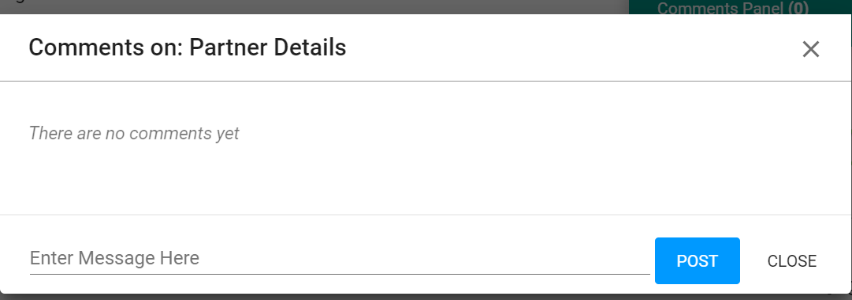 Comments Panel (0)
Comments on: Partner Details
There are no comments yet
Enter Message Here
POST
CLOSE